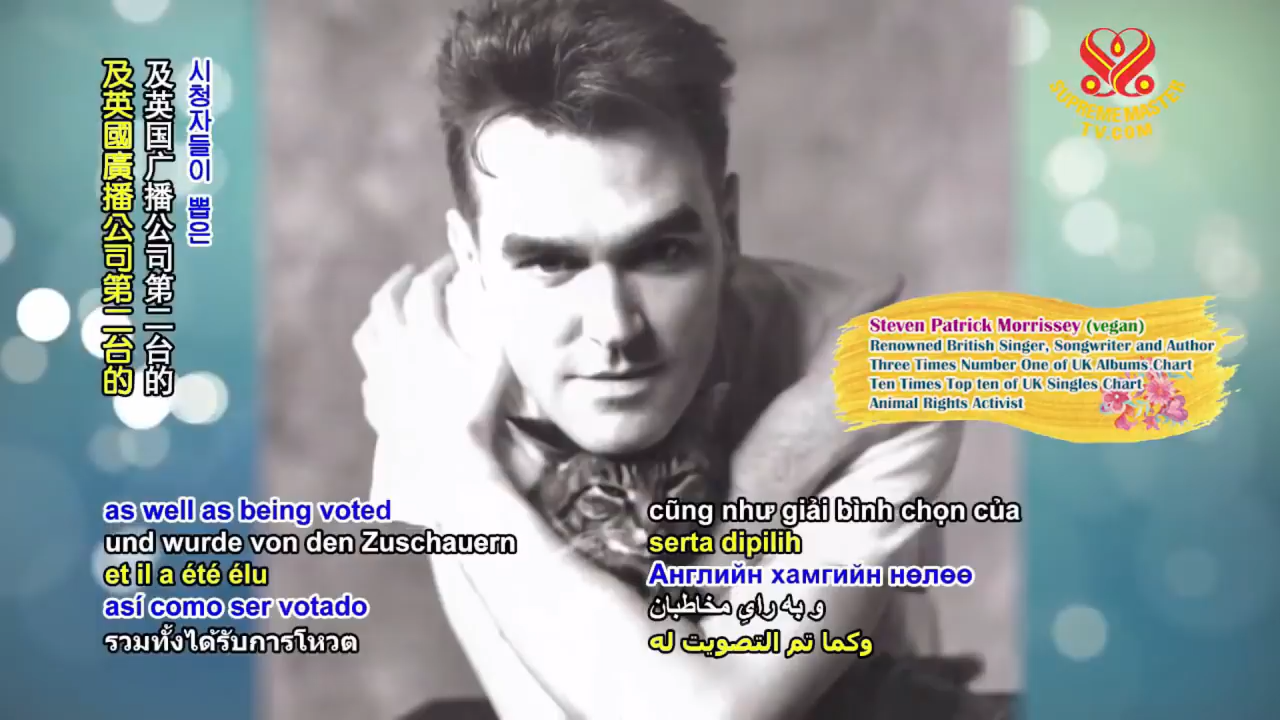 시청자들이 뽑은
及英国广播公司第二台的
及英國廣播公司第二台的
SUPREME MASTER
TV.COM
Steven Patrick Morrissey (vegan)
Renowned British Singer, Songwriter and Author
Three Times Number One of UK Albums Chart
Ten Times Top ten of UK Singles Chart
Animal Rights Activist
as well as being voted
und wurde von den Zuschauern
et il a été élu
así como ser votado
รวมทั้งได้รับการโหวต
cũng như giải bình chọn của
serta dipilih
Английн хамгийн нөлөө
و به رایِ مخاطبان
وكما تم التصويت له